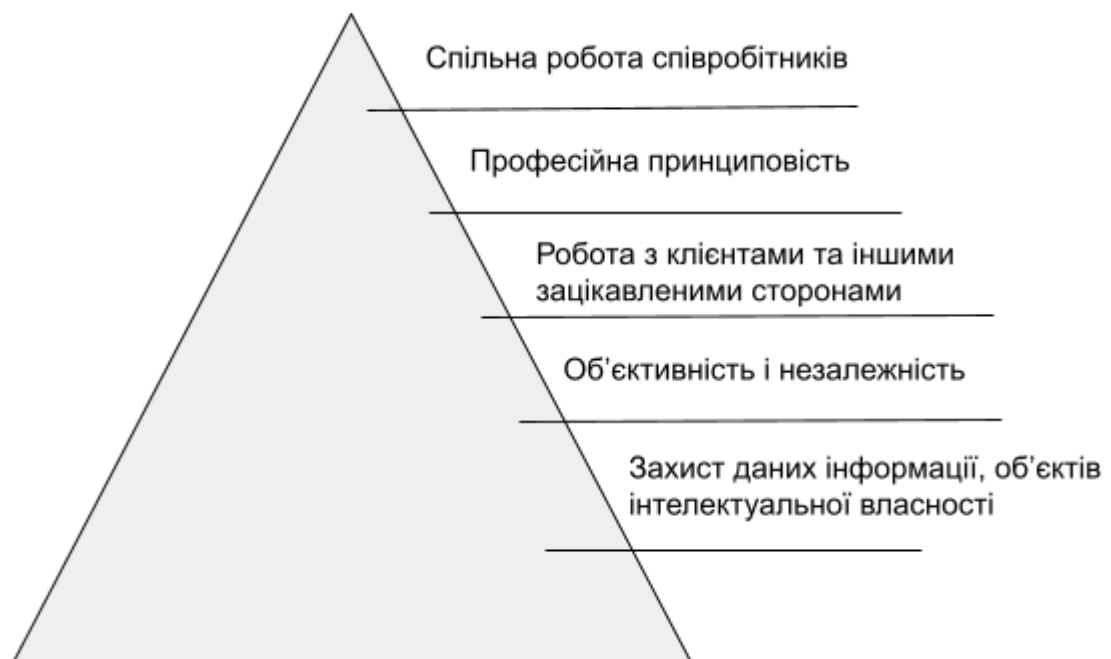 Спільна робота співробітників
Професійна принциповість
Робота з клієнтами та іншими
зацікавленими сторонами
Об’єктивність і незалежність
Захист даних інформації, об’єктів
інтелектуальної власності